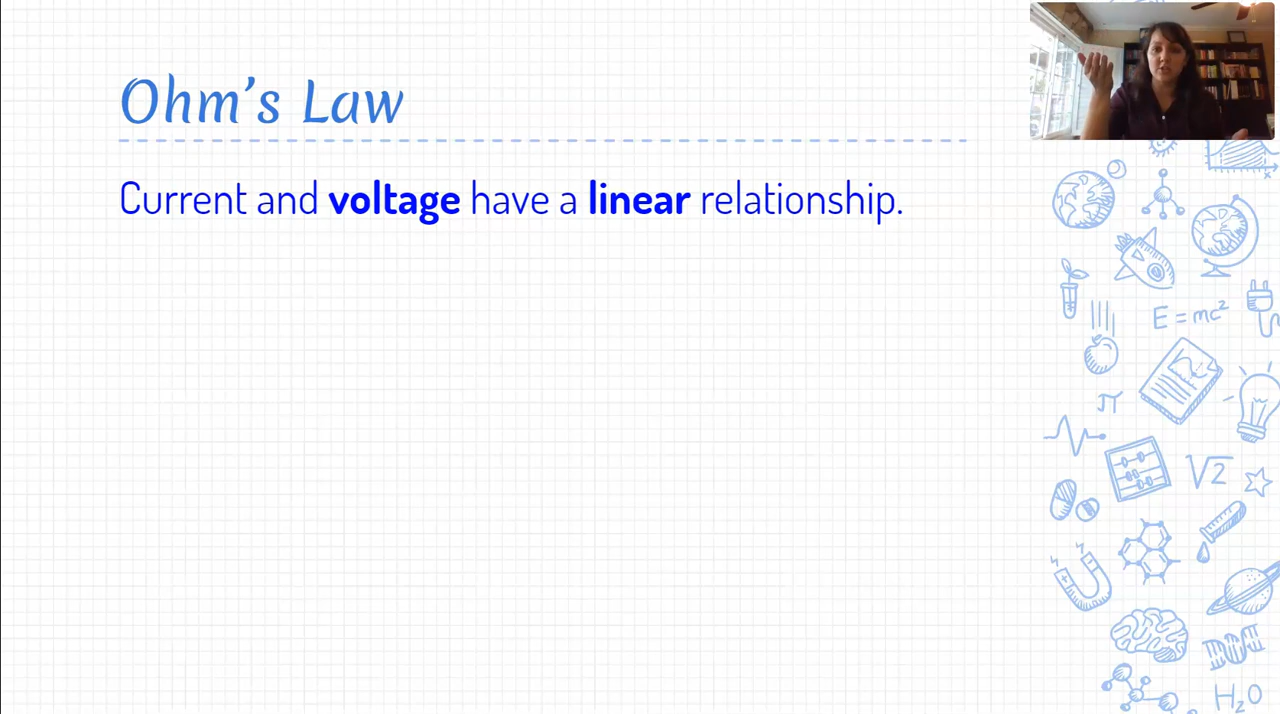 Ohm's Law
Current and voltage have a linear relationship.
E = mc²
π
√2
H₂O